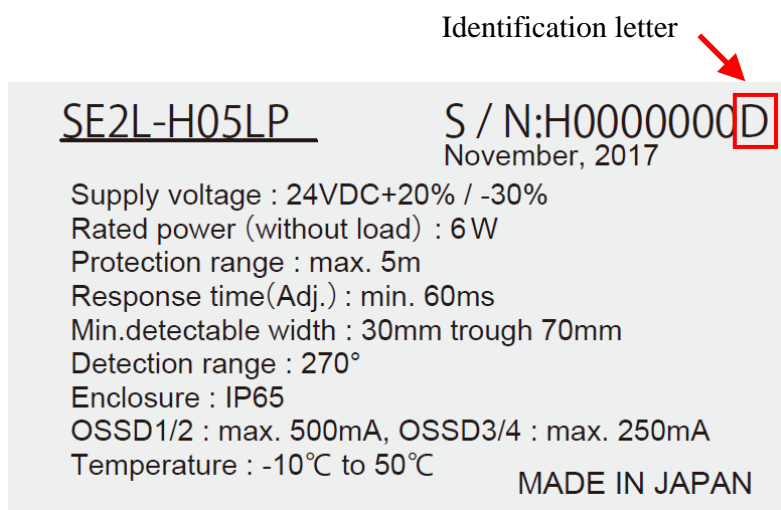 Identification letter
SE2L-H05LP S / N:H0000000D
November, 2017
Supply voltage : 24VDC+20% / -30%
Rated power (without load) : 6W
Protection range : max. 5m
Response time(Adj.) : min. 60ms
Min.detectable width : 30mm trough 70mm
Detection range : 270°
Enclosure : IP65
OSSD1/2 : max. 500mA, OSSD3/4 : max. 250mA
Temperature : -10℃ to 50℃
MADE IN JAPAN